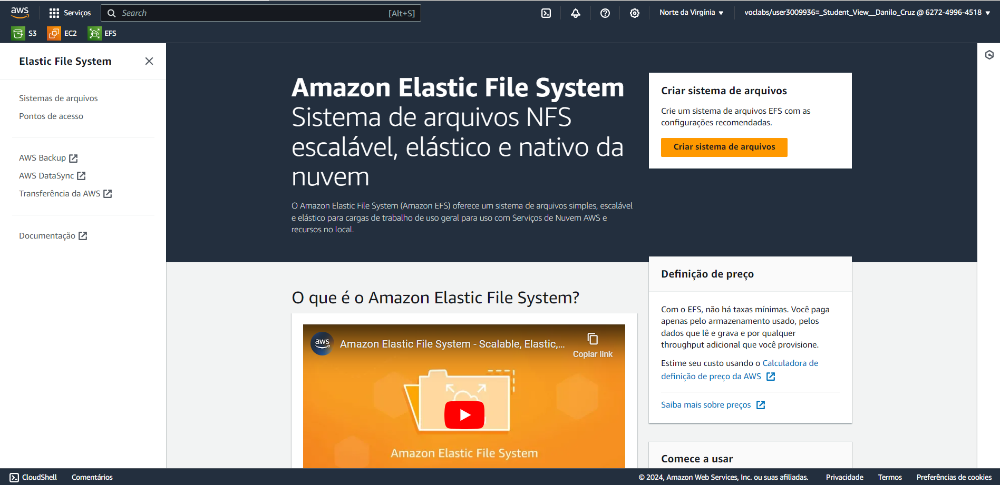 aws
Serviços
Search
[Alt+S]
Norte da Virgínia
voclabs/user3009936=_Student_View__Danilo_Cruz @ 6272-4996-4518
S3
EC2
EFS
Elastic File System
Sistemas de arquivos
Pontos de acesso
AWS Backup
AWS DataSync
Transferência da AWS
Documentação
Amazon Elastic File System
Sistema de arquivos NFS
escalável, elástico e nativo da
nuvem
O Amazon Elastic File System (Amazon EFS) oferece um sistema de arquivos simples, escalável
e elástico para cargas de trabalho de uso geral para uso com Serviços de Nuvem AWS e
recursos no local.
Criar sistema de arquivos
Crie um sistema de arquivos EFS com as
configurações recomendadas.
Criar sistema de arquivos
O que é o Amazon Elastic File System?
aws
Amazon Elastic File System - Scalable, Elastic,...
Copiar link
Amazon Elastic File System
Definição de preço
Com o EFS, não há taxas mínimas. Você paga
apenas pelo armazenamento usado, pelos
dados que lê e grava e por qualquer
throughput adicional que você provisione.
Estime seu custo usando o Calculadora de
definição de preço da AWS
Saiba mais sobre preços
Comece a usar
CloudShell
Comentários
© 2024, Amazon Web Services, Inc. ou suas afiliadas.
Privacidade
Termos
Preferências de cookies